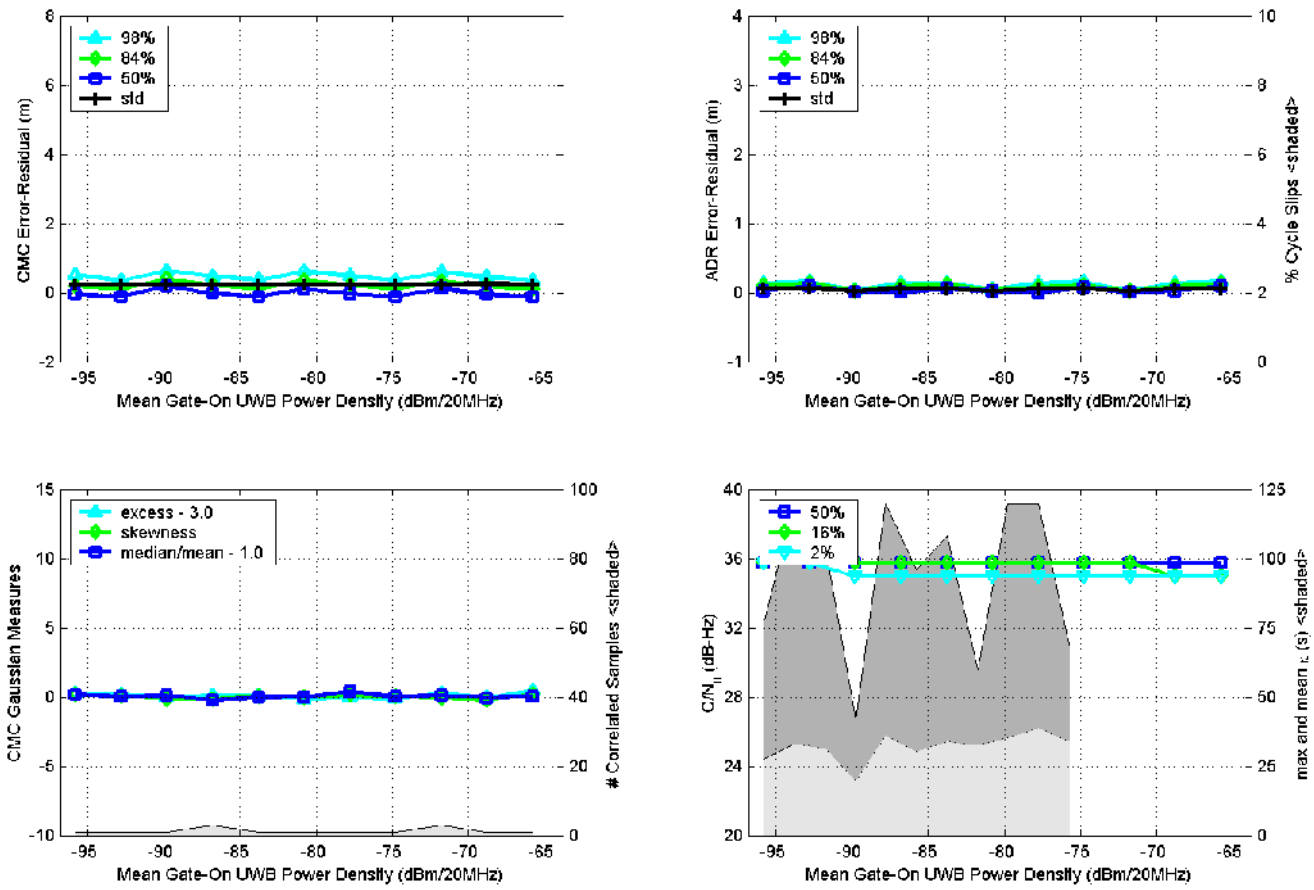 8
6
4
2
0
-2
CMC Error-Residual (m)
98%
84%
50%
std
-95 -90 -85 -80 -75 -70 -65
Mean Gate-On UWB Power Density (dBm/20MHz)
4
3
2
1
0
-1
ADR Error-Residual (m)
98%
84%
50%
std
10
8
6
4
2
0
% Cycle Slips <shaded>
-95 -90 -85 -80 -75 -70 -65
Mean Gate-On UWB Power Density (dBm/20MHz)
15
10
5
0
-5
-10
CMC Gaussian Measures
excess - 3.0
skewness
median/mean - 1.0
100
80
60
40
20
0
# Correlated Samples <shaded>
-95 -90 -85 -80 -75 -70 -65
Mean Gate-On UWB Power Density (dBm/20MHz)
40
36
32
28
24
20
(dB-Hz)
50%
16%
2%
125
100
75
50
25
0
max and mean (s) <shaded>
-95 -90 -85 -80 -75 -70 -65
Mean Gate-On UWB Power Density (dBm/20MHz)